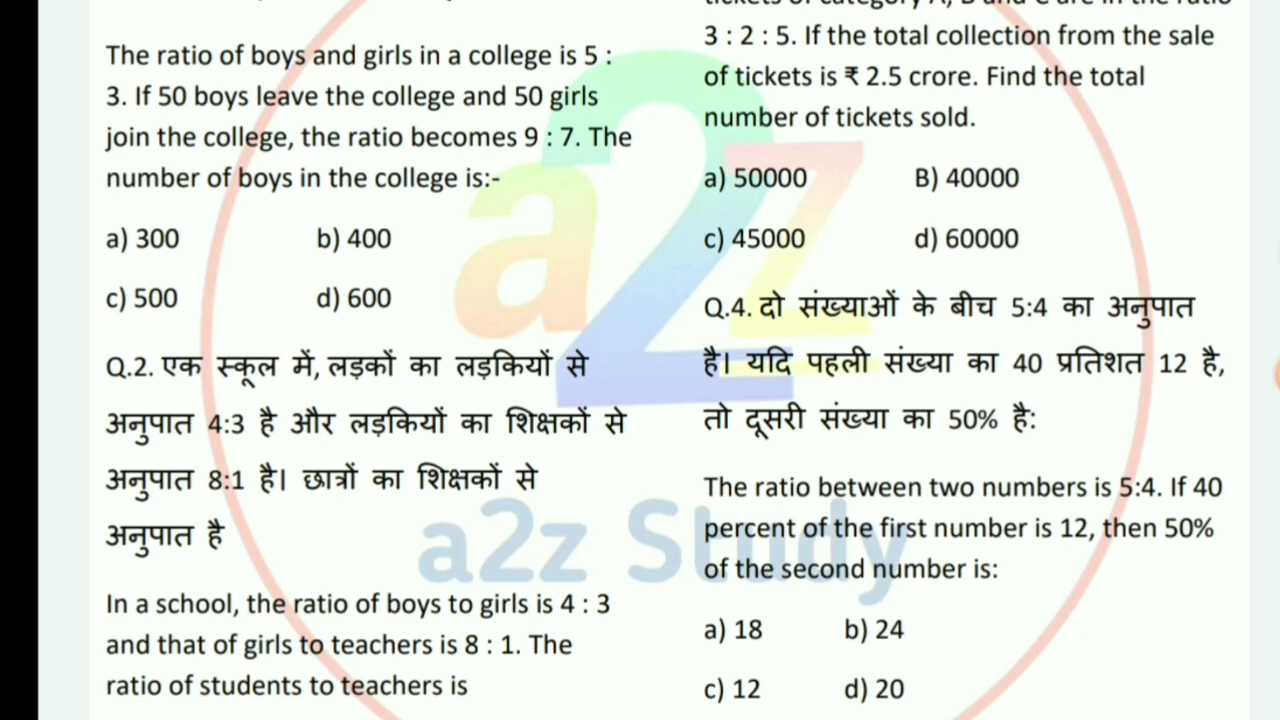 The ratio of boys and girls in a college is 5 :
3. If 50 boys leave the college and 50 girls
join the college, the ratio becomes 9 : 7. The
number of boys in the college is:-
a) 300 b) 400
c) 500 d) 600
Q.2. एक स्कूल में, लड़कों का लड़कियों से
अनुपात 4:3 है और लड़कियों का शिक्षकों से
अनुपात 8:1 है। छात्रों का शिक्षकों से
अनुपात है
In a school, the ratio of boys to girls is 4 : 3
and that of girls to teachers is 8 : 1. The
ratio of students to teachers is
3 : 2 : 5. If the total collection from the sale
of tickets is ₹ 2.5 crore. Find the total
number of tickets sold.
a) 50000 B) 40000
c) 45000 d) 60000
Q.4. दो संख्याओं के बीच 5:4 का अनुपात
है। यदि पहली संख्या का 40 प्रतिशत 12 है,
तो दूसरी संख्या का 50% है:
The ratio between two numbers is 5:4. If 40
percent of the first number is 12, then 50%
of the second number is:
a) 18 b) 24
c) 12 d) 20
a2z
a2z Study